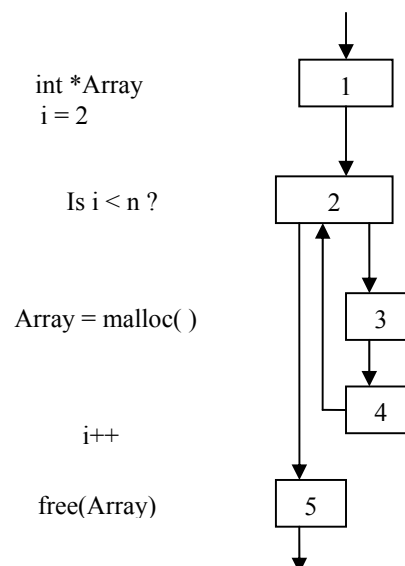 int *Array
1
i = 2
Is i < n ?
2
Array = malloc( )
3
4
i++
free(Array)
5